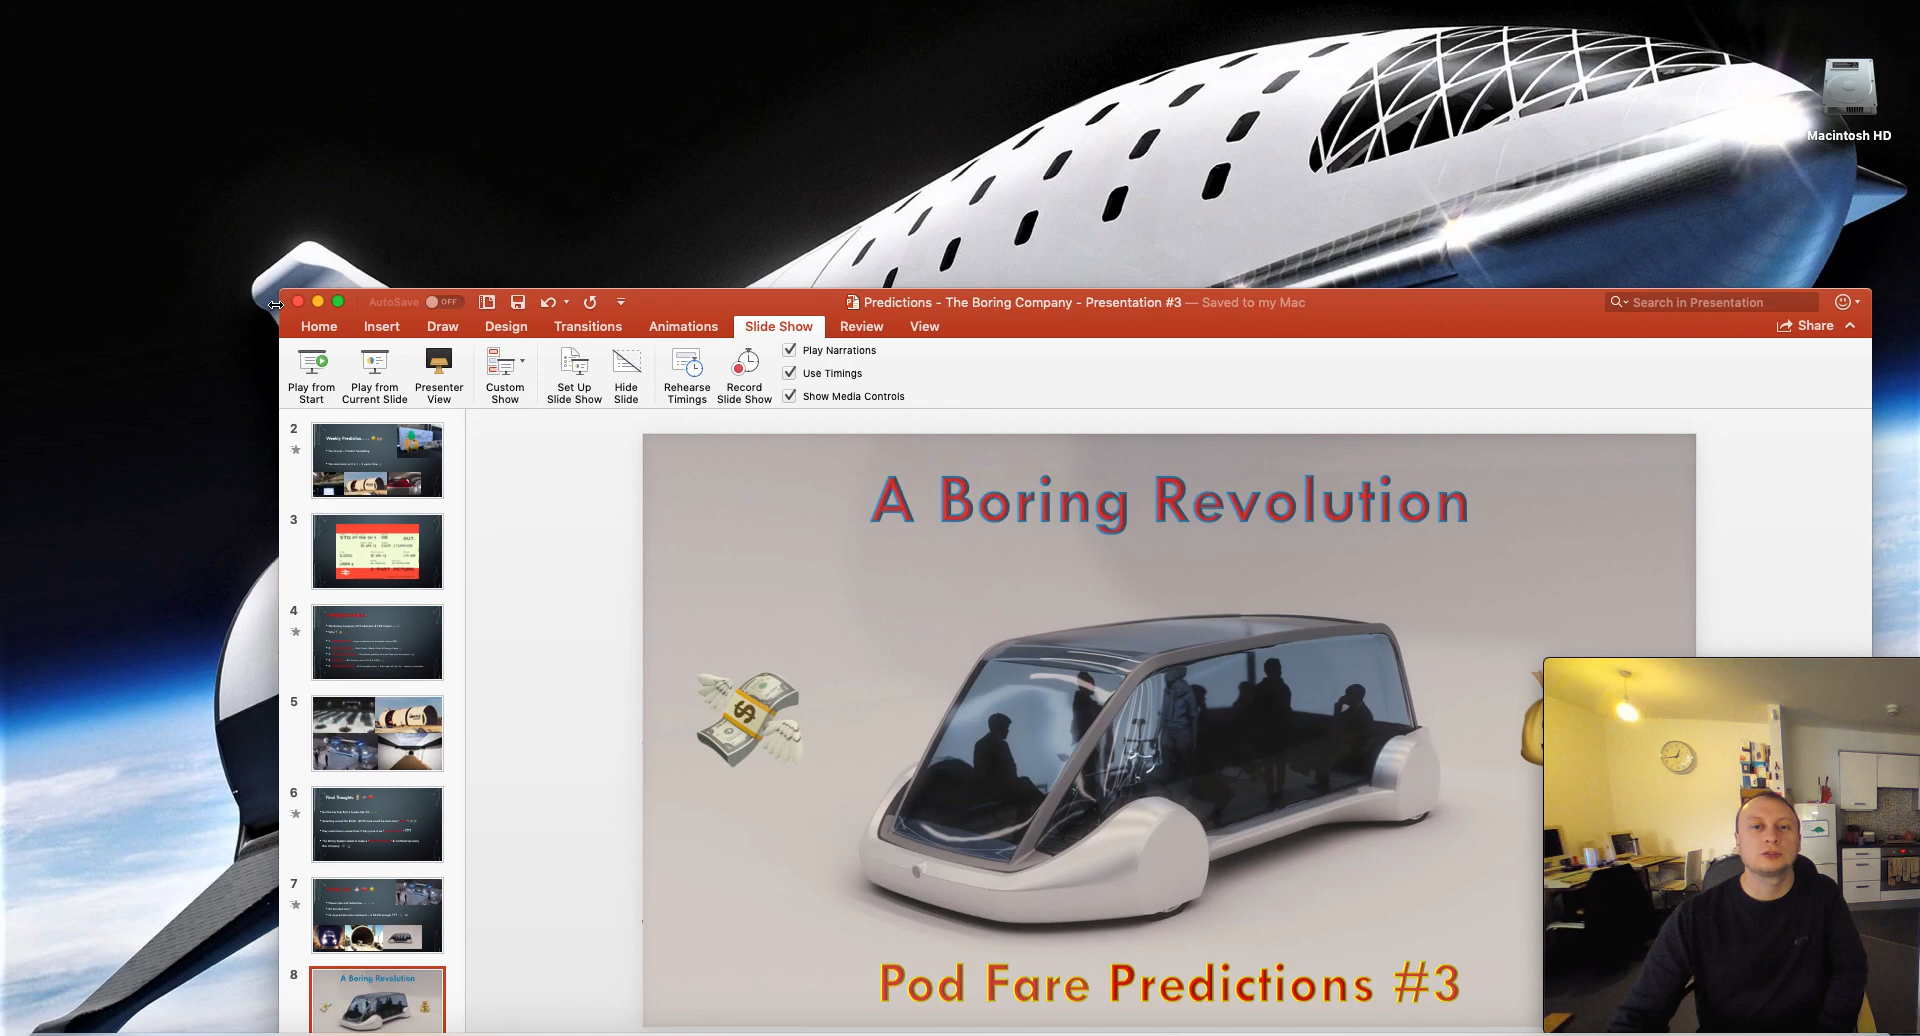 Macintosh HD
AutoSave OFF
Predictions - The Boring Company - Presentation #3 — Saved to my Mac
Search in Presentation
Home Insert Draw Design Transitions Animations Slide Show Review View
Share
Play from Start
Play from Current Slide
Presenter View
Custom Show
Set Up Slide Show
Hide Slide
Rehearse Timings
Record Slide Show
Play Narrations
Use Timings
Show Media Controls
2
3
4
5
6
Final Thoughts
7
8
A Boring Revolution
A Boring Revolution
Pod Fare Predictions #3